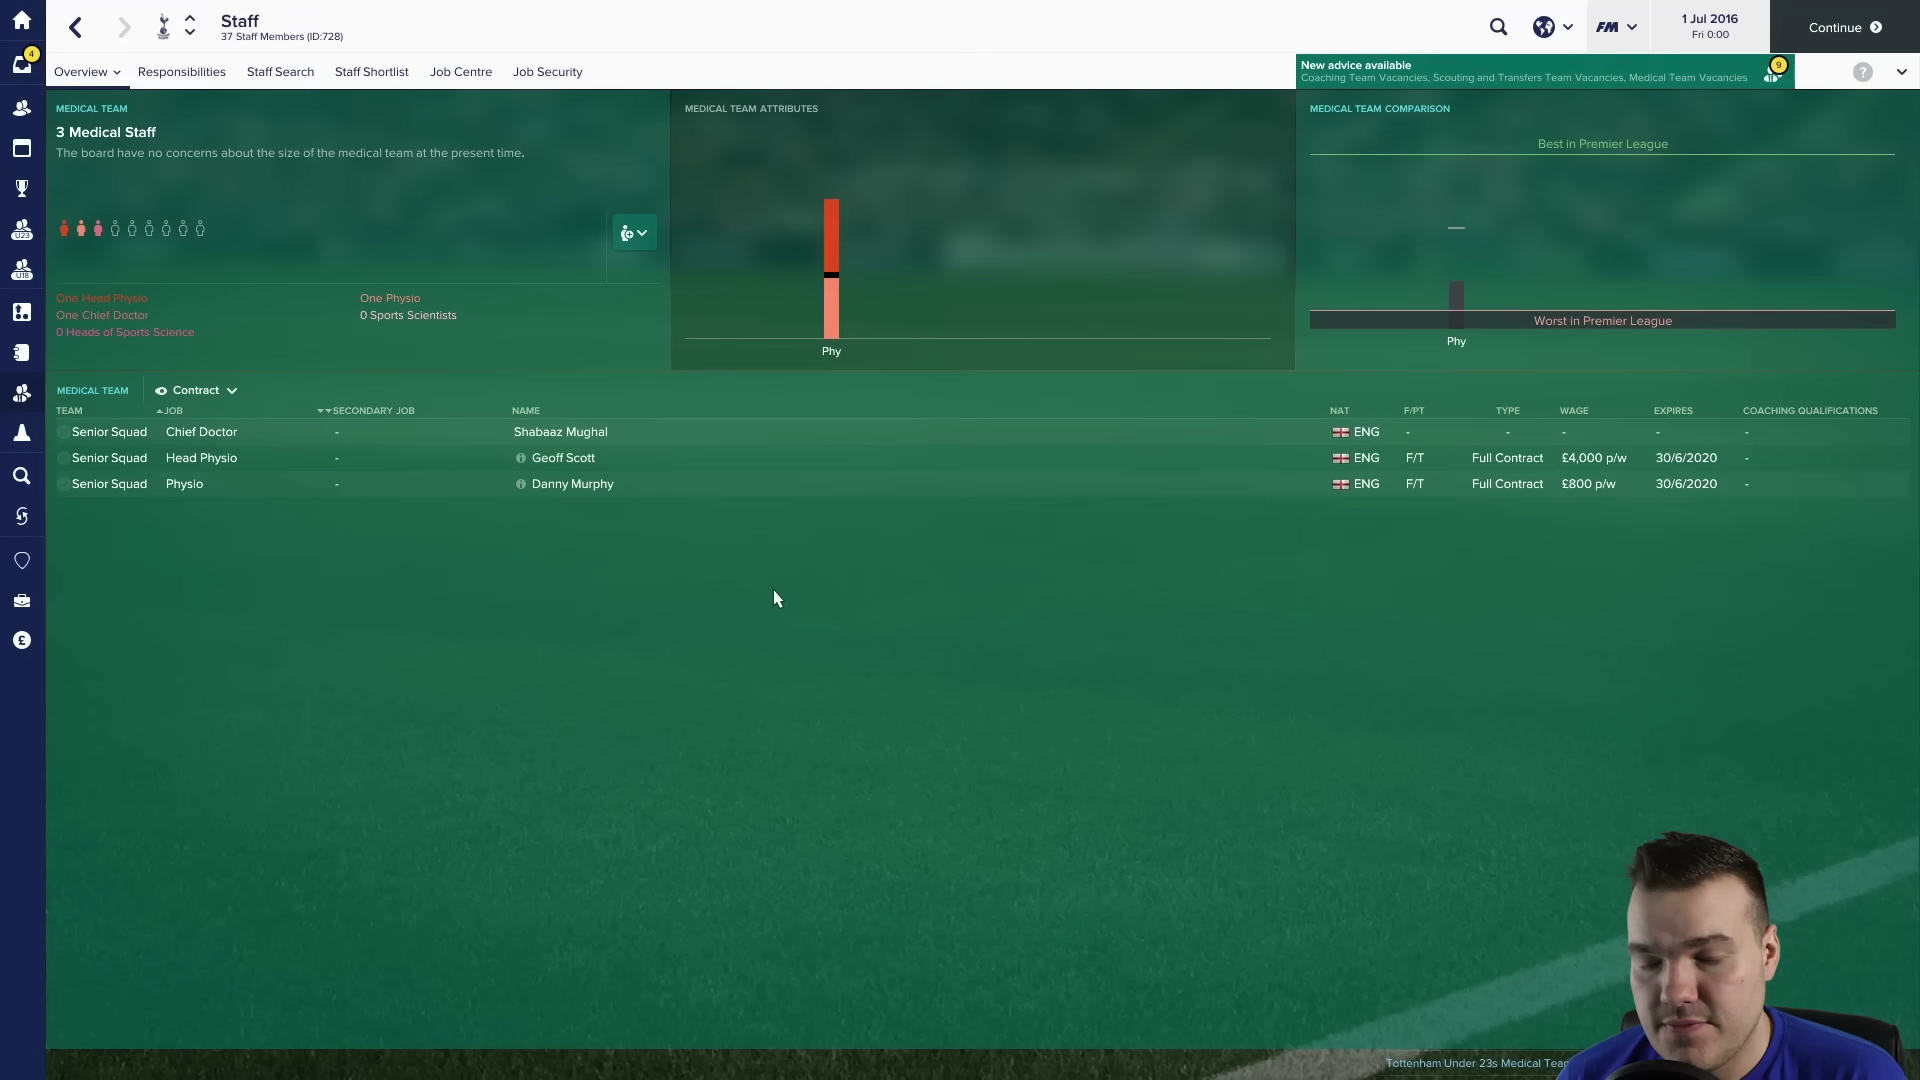 4
Staff
37 Staff Members (ID:728)
FM
1 Jul 2016
Fri 0:00
Continue
Overview
Responsibilities
Staff Search
Staff Shortlist
Job Centre
Job Security
New advice available
Coaching Team Vacancies, Scouting and Transfers Team Vacancies, Medical Team Vacancies
9
?
MEDICAL TEAM
3 Medical Staff
The board have no concerns about the size of the medical team at the present time.
One Head Physio
One Physio
One Chief Doctor
0 Sports Scientists
0 Heads of Sports Science
MEDICAL TEAM ATTRIBUTES
Phy
MEDICAL TEAM COMPARISON
Best in Premier League
Worst in Premier League
Phy
U23
U18
£
MEDICAL TEAM
Contract
TEAM JOB SECONDARY JOB NAME NAT F/PT TYPE WAGE EXPIRES COACHING QUALIFICATIONS
Senior Squad Chief Doctor - Shabaaz Mughal ENG - - - - -
Senior Squad Head Physio - Geoff Scott ENG F/T Full Contract £4,000 p/w 30/6/2020 -
Senior Squad Physio - Danny Murphy ENG F/T Full Contract £800 p/w 30/6/2020 -
Tottenham Under 23s Medical Team